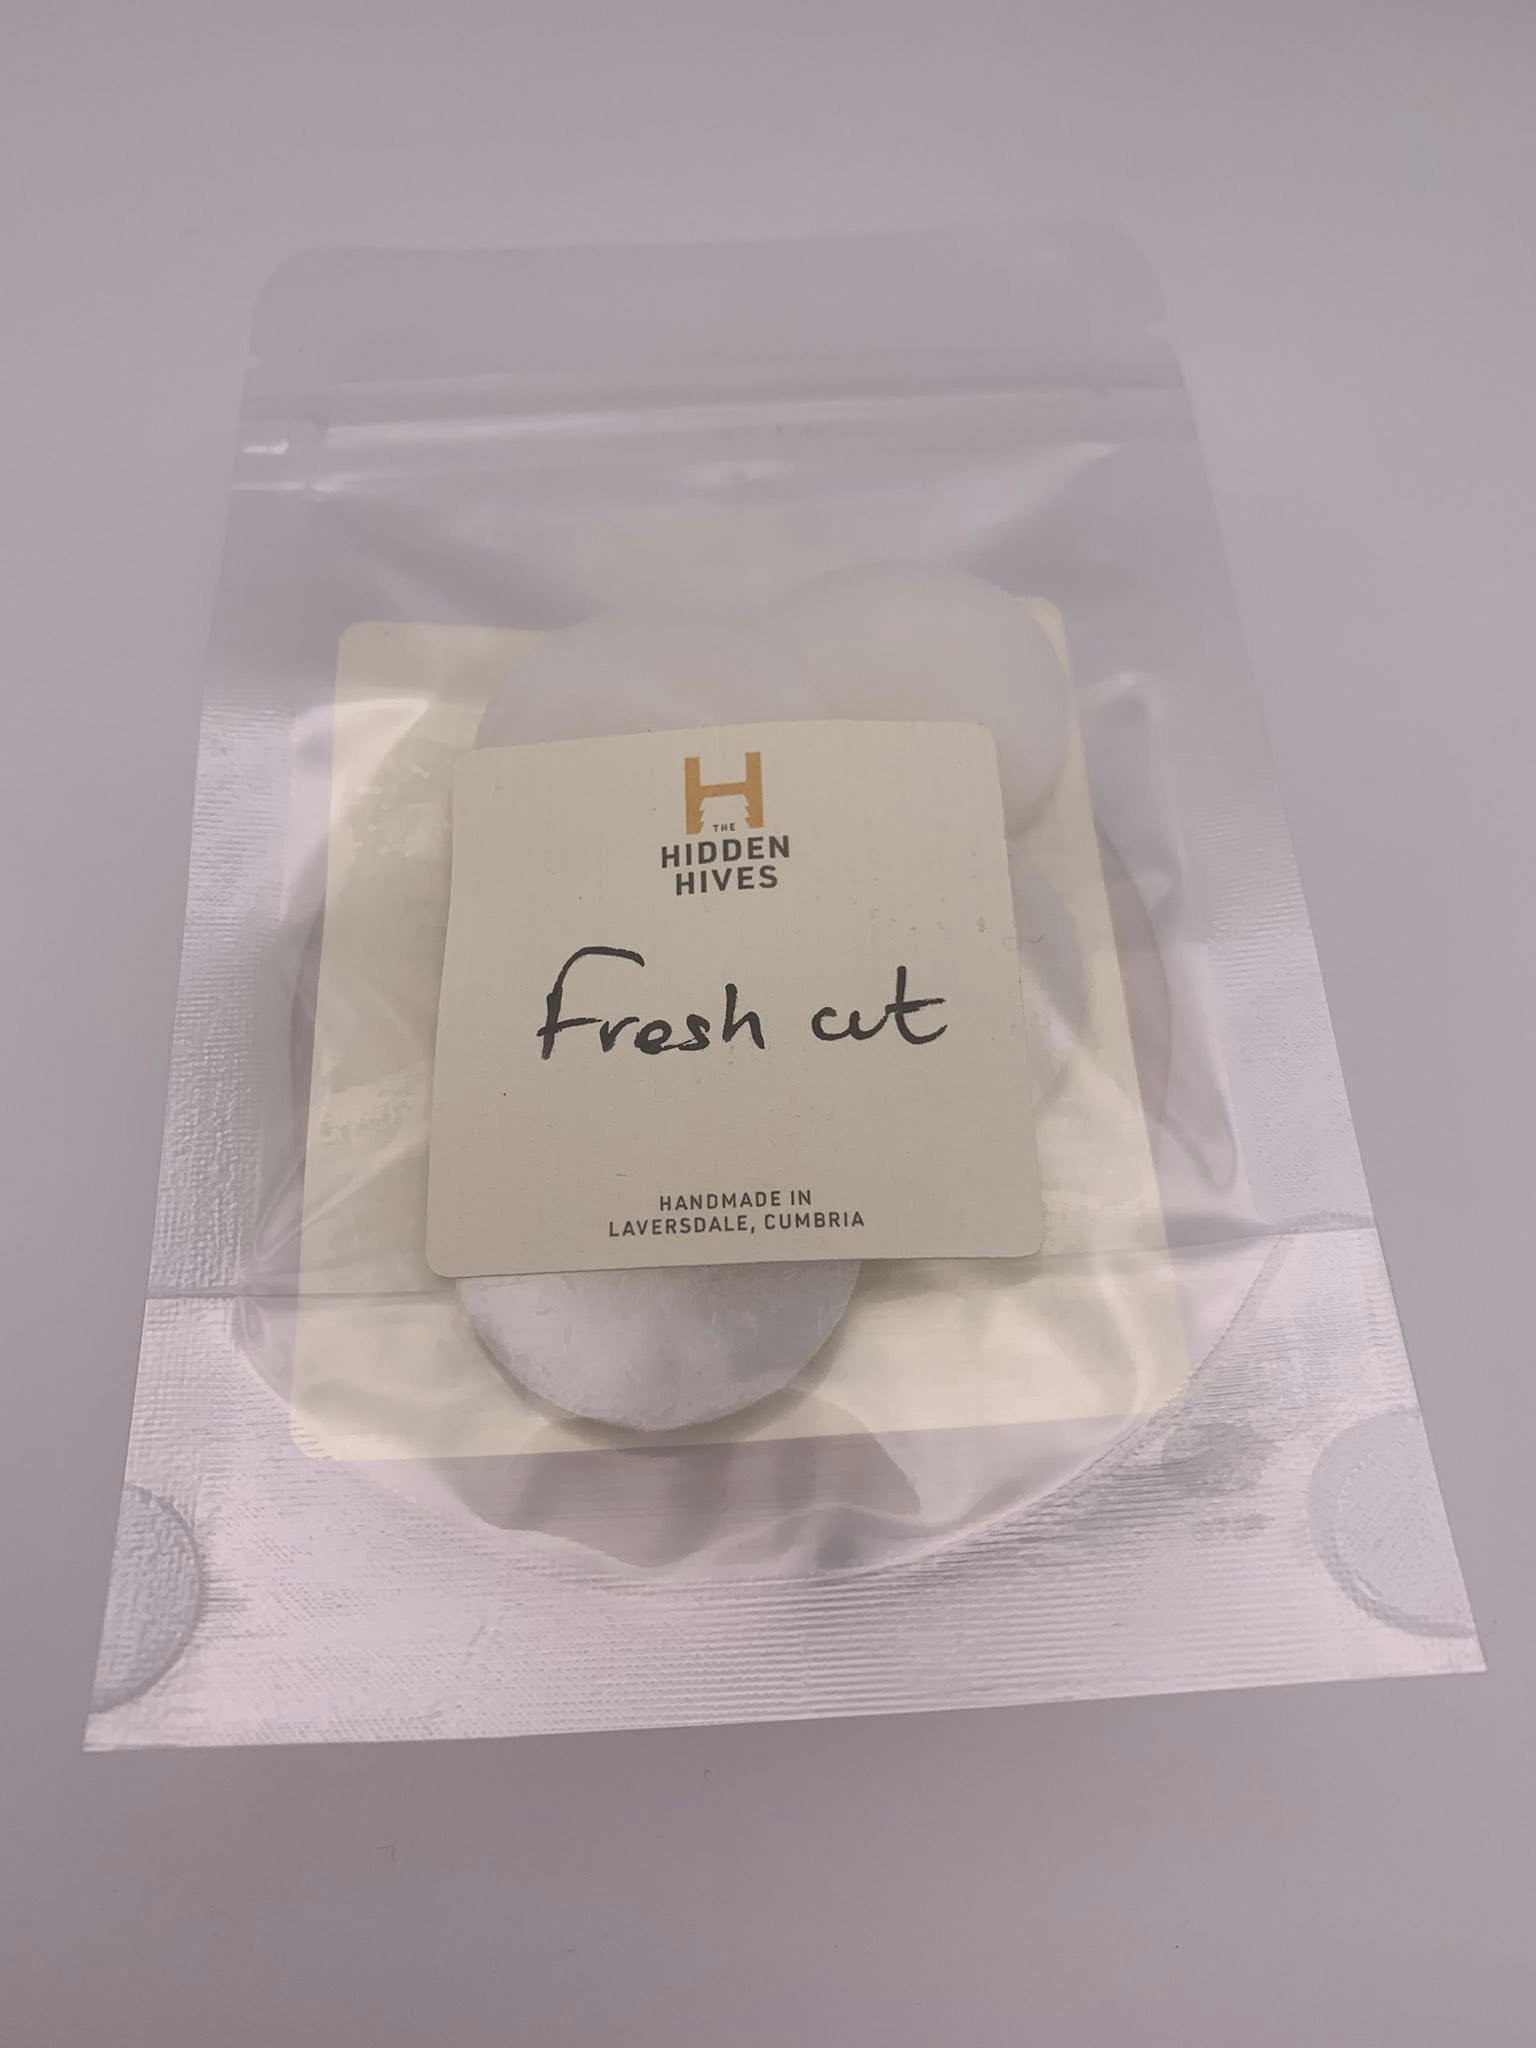 H
THE
HIDDEN
HIVES
Fresh cut
HANDMADE IN
LAVERSDALE, CUMBRIA